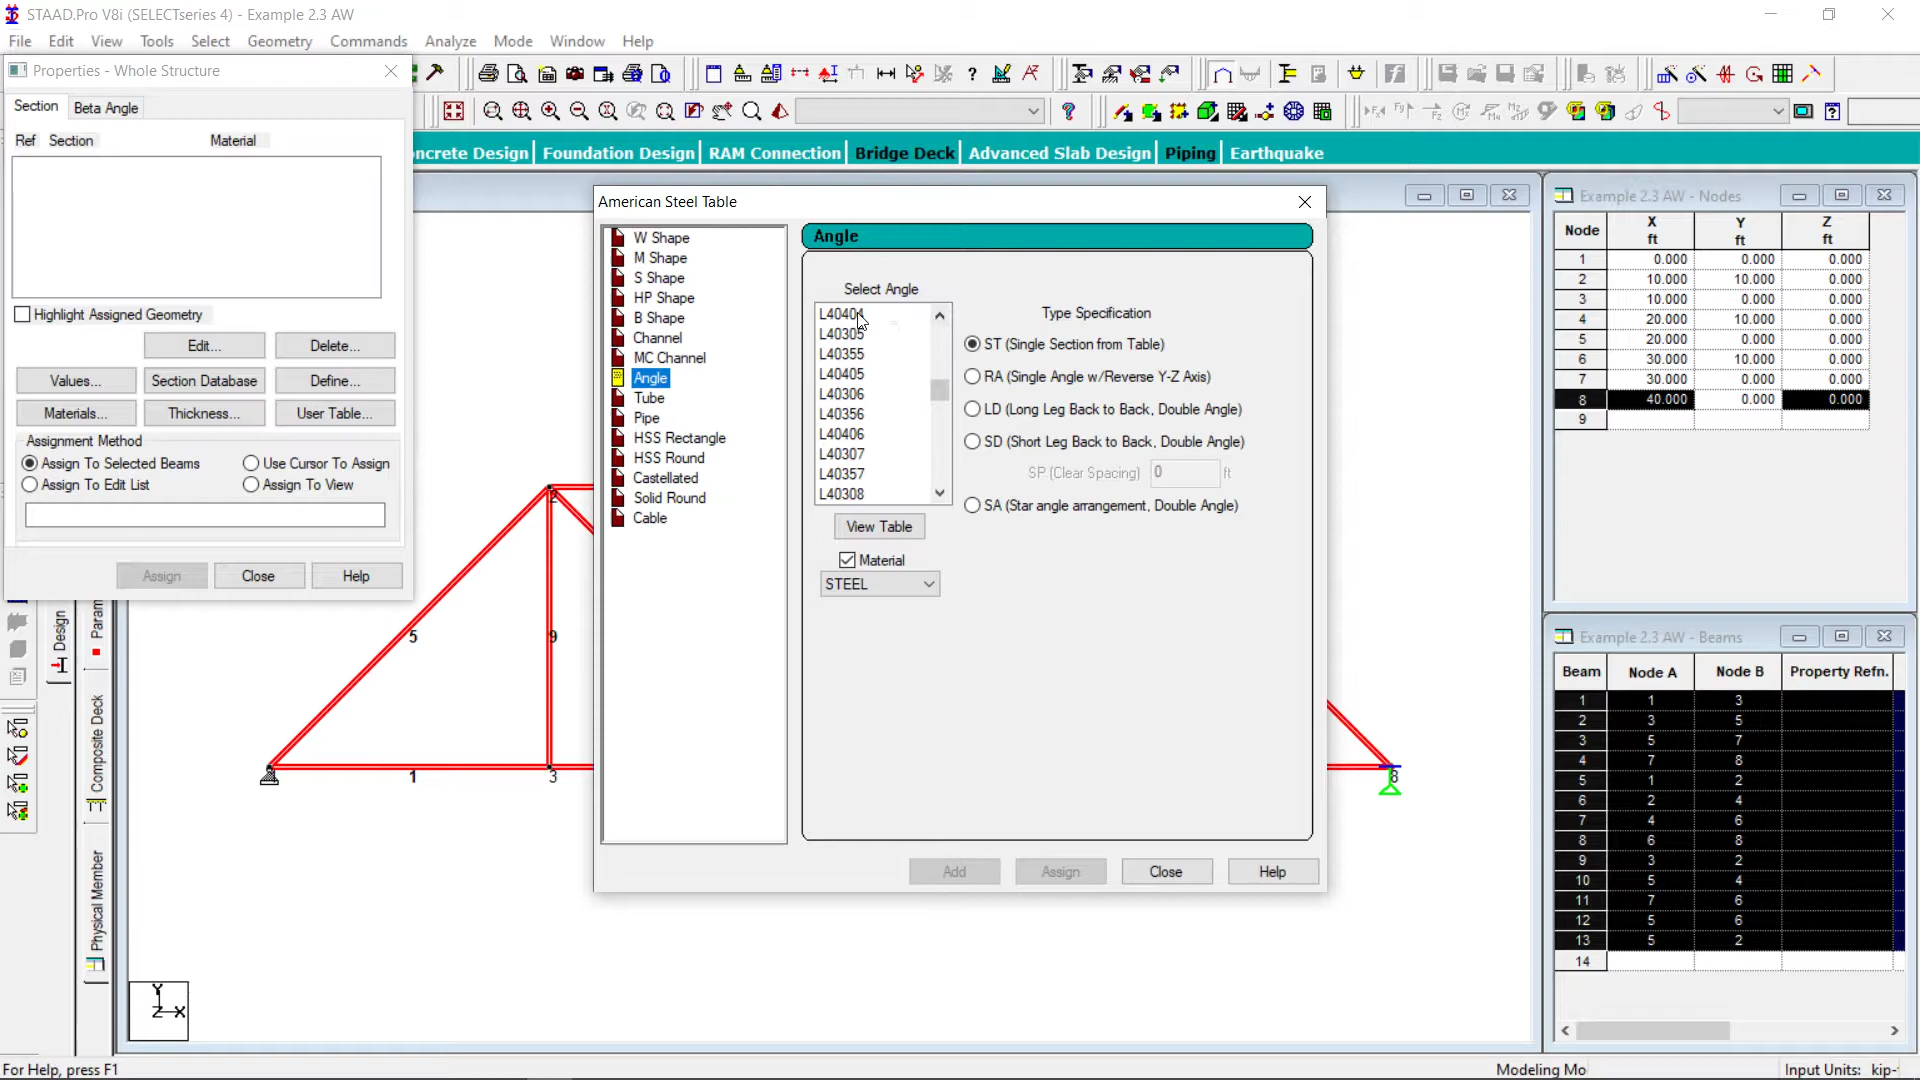 STAAD.Pro V8i (SELECTseries 4) - Example 2.3 AW
File Edit View Tools Select Geometry Commands Analyze Mode Window Help
Properties - Whole Structure
Section Beta Angle
Ref Section Material
Highlight Assigned Geometry
Edit... Delete...
Values... Section Database Define...
Materials... Thickness... User Table...
Assignment Method
Assign To Selected Beams Use Cursor To Assign
Assign To Edit List Assign To View
Assign Close Help
oncrete Design Foundation Design RAM Connection Bridge Deck Advanced Slab Design Piping Earthquake
American Steel Table
W Shape
M Shape
S Shape
HP Shape
B Shape
Channel
MC Channel
Angle
Tube
Pipe
HSS Rectangle
HSS Round
Castellated
Solid Round
Cable
Angle
Select Angle
L40404
L40305
L40355
L40405
L40306
L40356
L40406
L40307
L40357
L40308
View Table
Material
STEEL
Type Specification
ST (Single Section from Table)
RA (Single Angle w/Reverse Y-Z Axis)
LD (Long Leg Back to Back, Double Angle)
SD (Short Leg Back to Back, Double Angle)
SP (Clear Spacing) 0 ft
SA (Star angle arrangement, Double Angle)
Add Assign Close Help
Example 2.3 AW - Nodes
Node X ft Y ft Z ft
1 0.000 0.000 0.000
2 10.000 10.000 0.000
3 10.000 0.000 0.000
4 20.000 10.000 0.000
5 20.000 0.000 0.000
6 30.000 10.000 0.000
7 30.000 0.000 0.000
8 40.000 0.000 0.000
9
Example 2.3 AW - Beams
Beam Node A Node B Property Refn.
1 1 3
2 3 5
3 5 7
4 7 8
5 1 2
6 2 4
7 4 6
8 6 8
9 3 2
10 5 4
11 7 6
12 5 6
13 5 2
14
Design
Param
Composite Deck
Physical Member
2
5
9
1
3
8
Y
Z X
For Help, press F1
Modeling Mo
Input Units: kip-